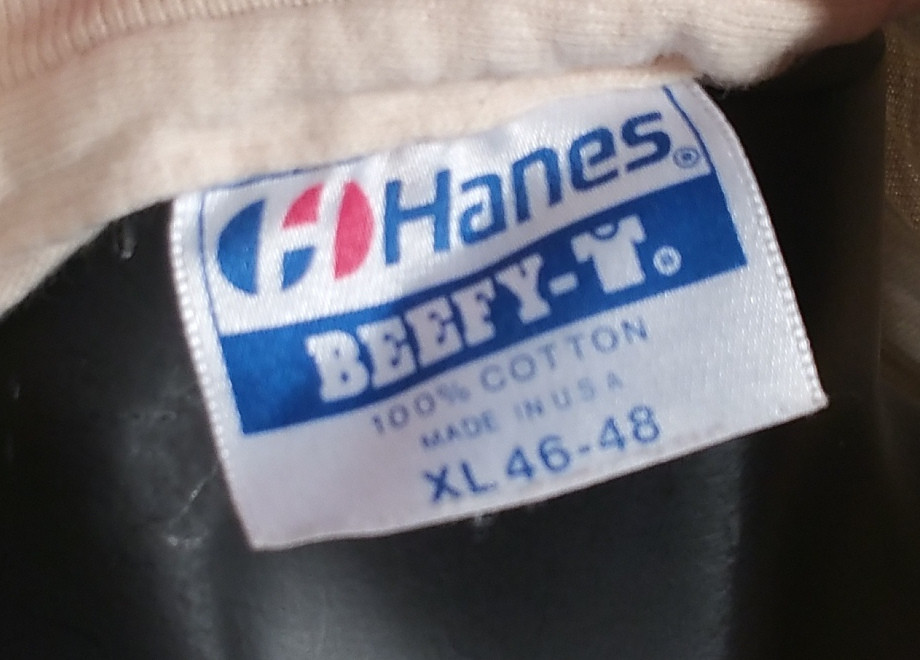 Hanes®
BEEFY-T®
100% COTTON
MADE IN U S A
XL 46-48